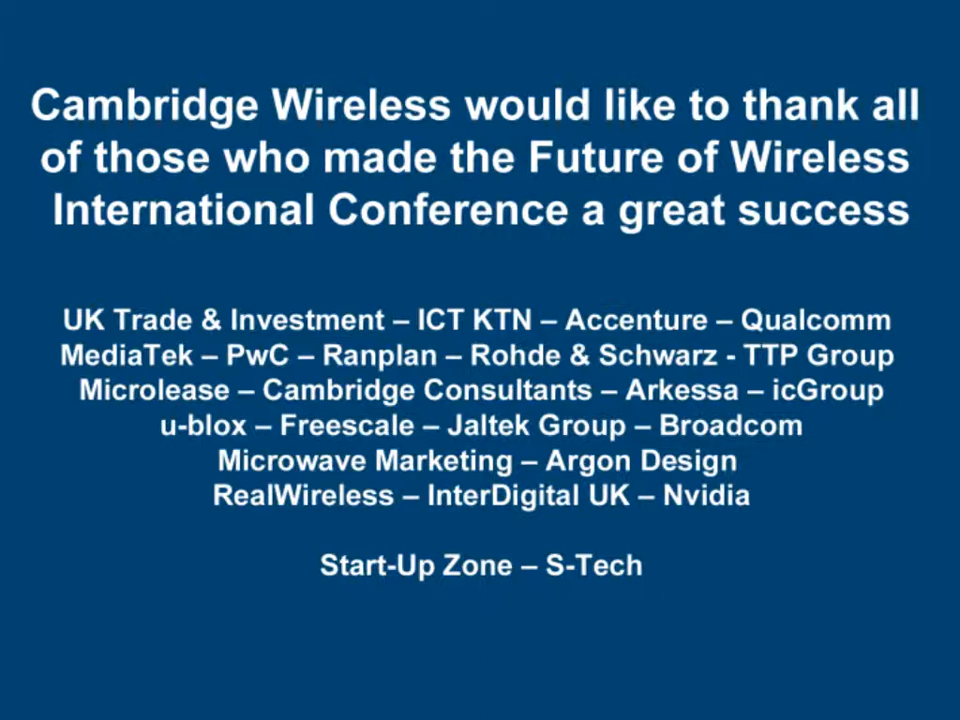 Cambridge Wireless would like to thank all
of those who made the Future of Wireless
International Conference a great success
UK Trade & Investment – ICT KTN – Accenture – Qualcomm
MediaTek – PwC – Ranplan – Rohde & Schwarz - TTP Group
Microlease – Cambridge Consultants – Arkessa – icGroup
u-blox – Freescale – Jaltek Group – Broadcom
Microwave Marketing – Argon Design
RealWireless – InterDigital UK – Nvidia
Start-Up Zone – S-Tech